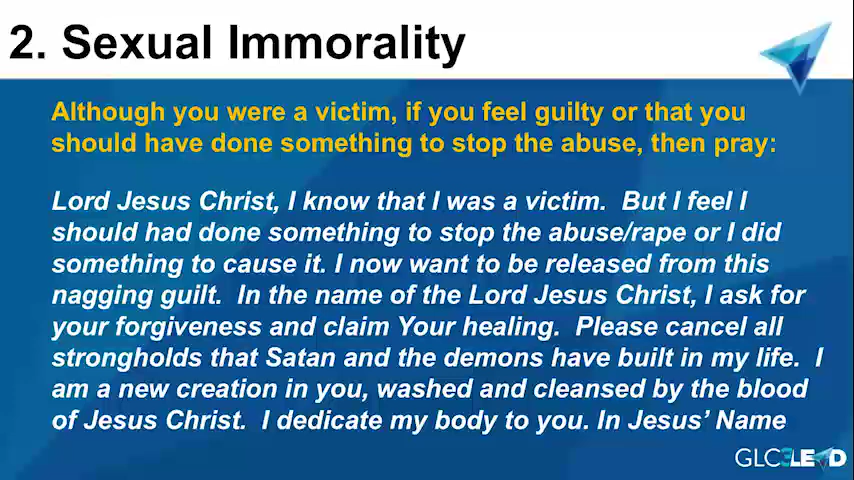 2. Sexual Immorality
Although you were a victim, if you feel guilty or that you
should have done something to stop the abuse, then pray:
Lord Jesus Christ, I know that I was a victim. But I feel I
should had done something to stop the abuse/rape or I did
something to cause it. I now want to be released from this
nagging guilt. In the name of the Lord Jesus Christ, I ask for
your forgiveness and claim Your healing. Please cancel all
strongholds that Satan and the demons have built in my life. I
am a new creation in you, washed and cleansed by the blood
of Jesus Christ. I dedicate my body to you. In Jesus' Name